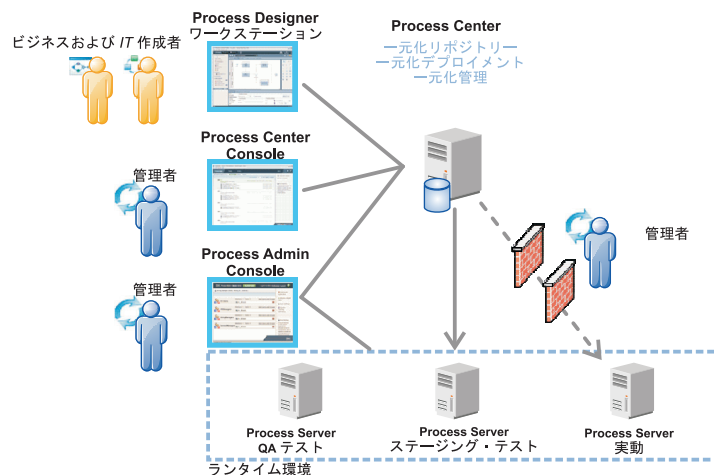 Process Designer
ワークステーション
ビジネスおよび IT 作成者
Process Center
一元化リポジトリー
一元化デプロイメント
一元化管理
Process Center
Console
管理者
管理者
Process Admin
Console
管理者
Process Server
QA テスト
Process Server
ステージング・テスト
Process Server
実動
ランタイム環境